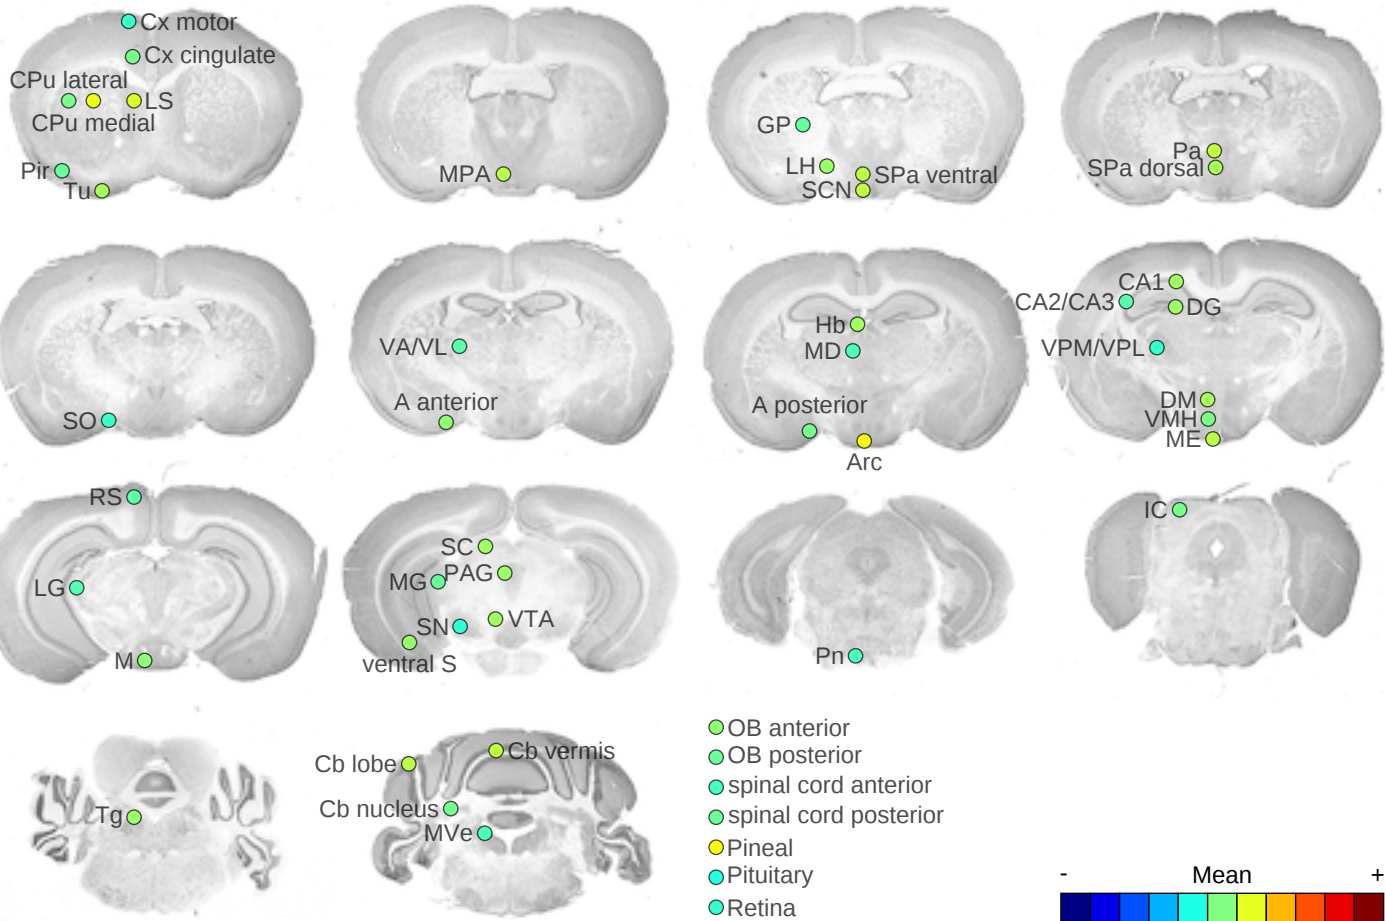 Cx motor
Cx cingulate
CPu lateral
LS
CPu medial
Pir
Tu
MPA
GP
LH
SPa ventral
SCN
Pa
SPa dorsal
SO
VA/VL
A anterior
Hb
MD
A posterior
Arc
CA1
CA2/CA3
DG
VPM/VPL
DM
VMH
ME
RS
LG
M
SC
PAG
MG
SN
VTA
ventral S
Pn
IC
Tg
Cb lobe
Cb vermis
Cb nucleus
MVe
OB anterior
OB posterior
spinal cord anterior
spinal cord posterior
Pineal
Pituitary
Retina
- Mean +